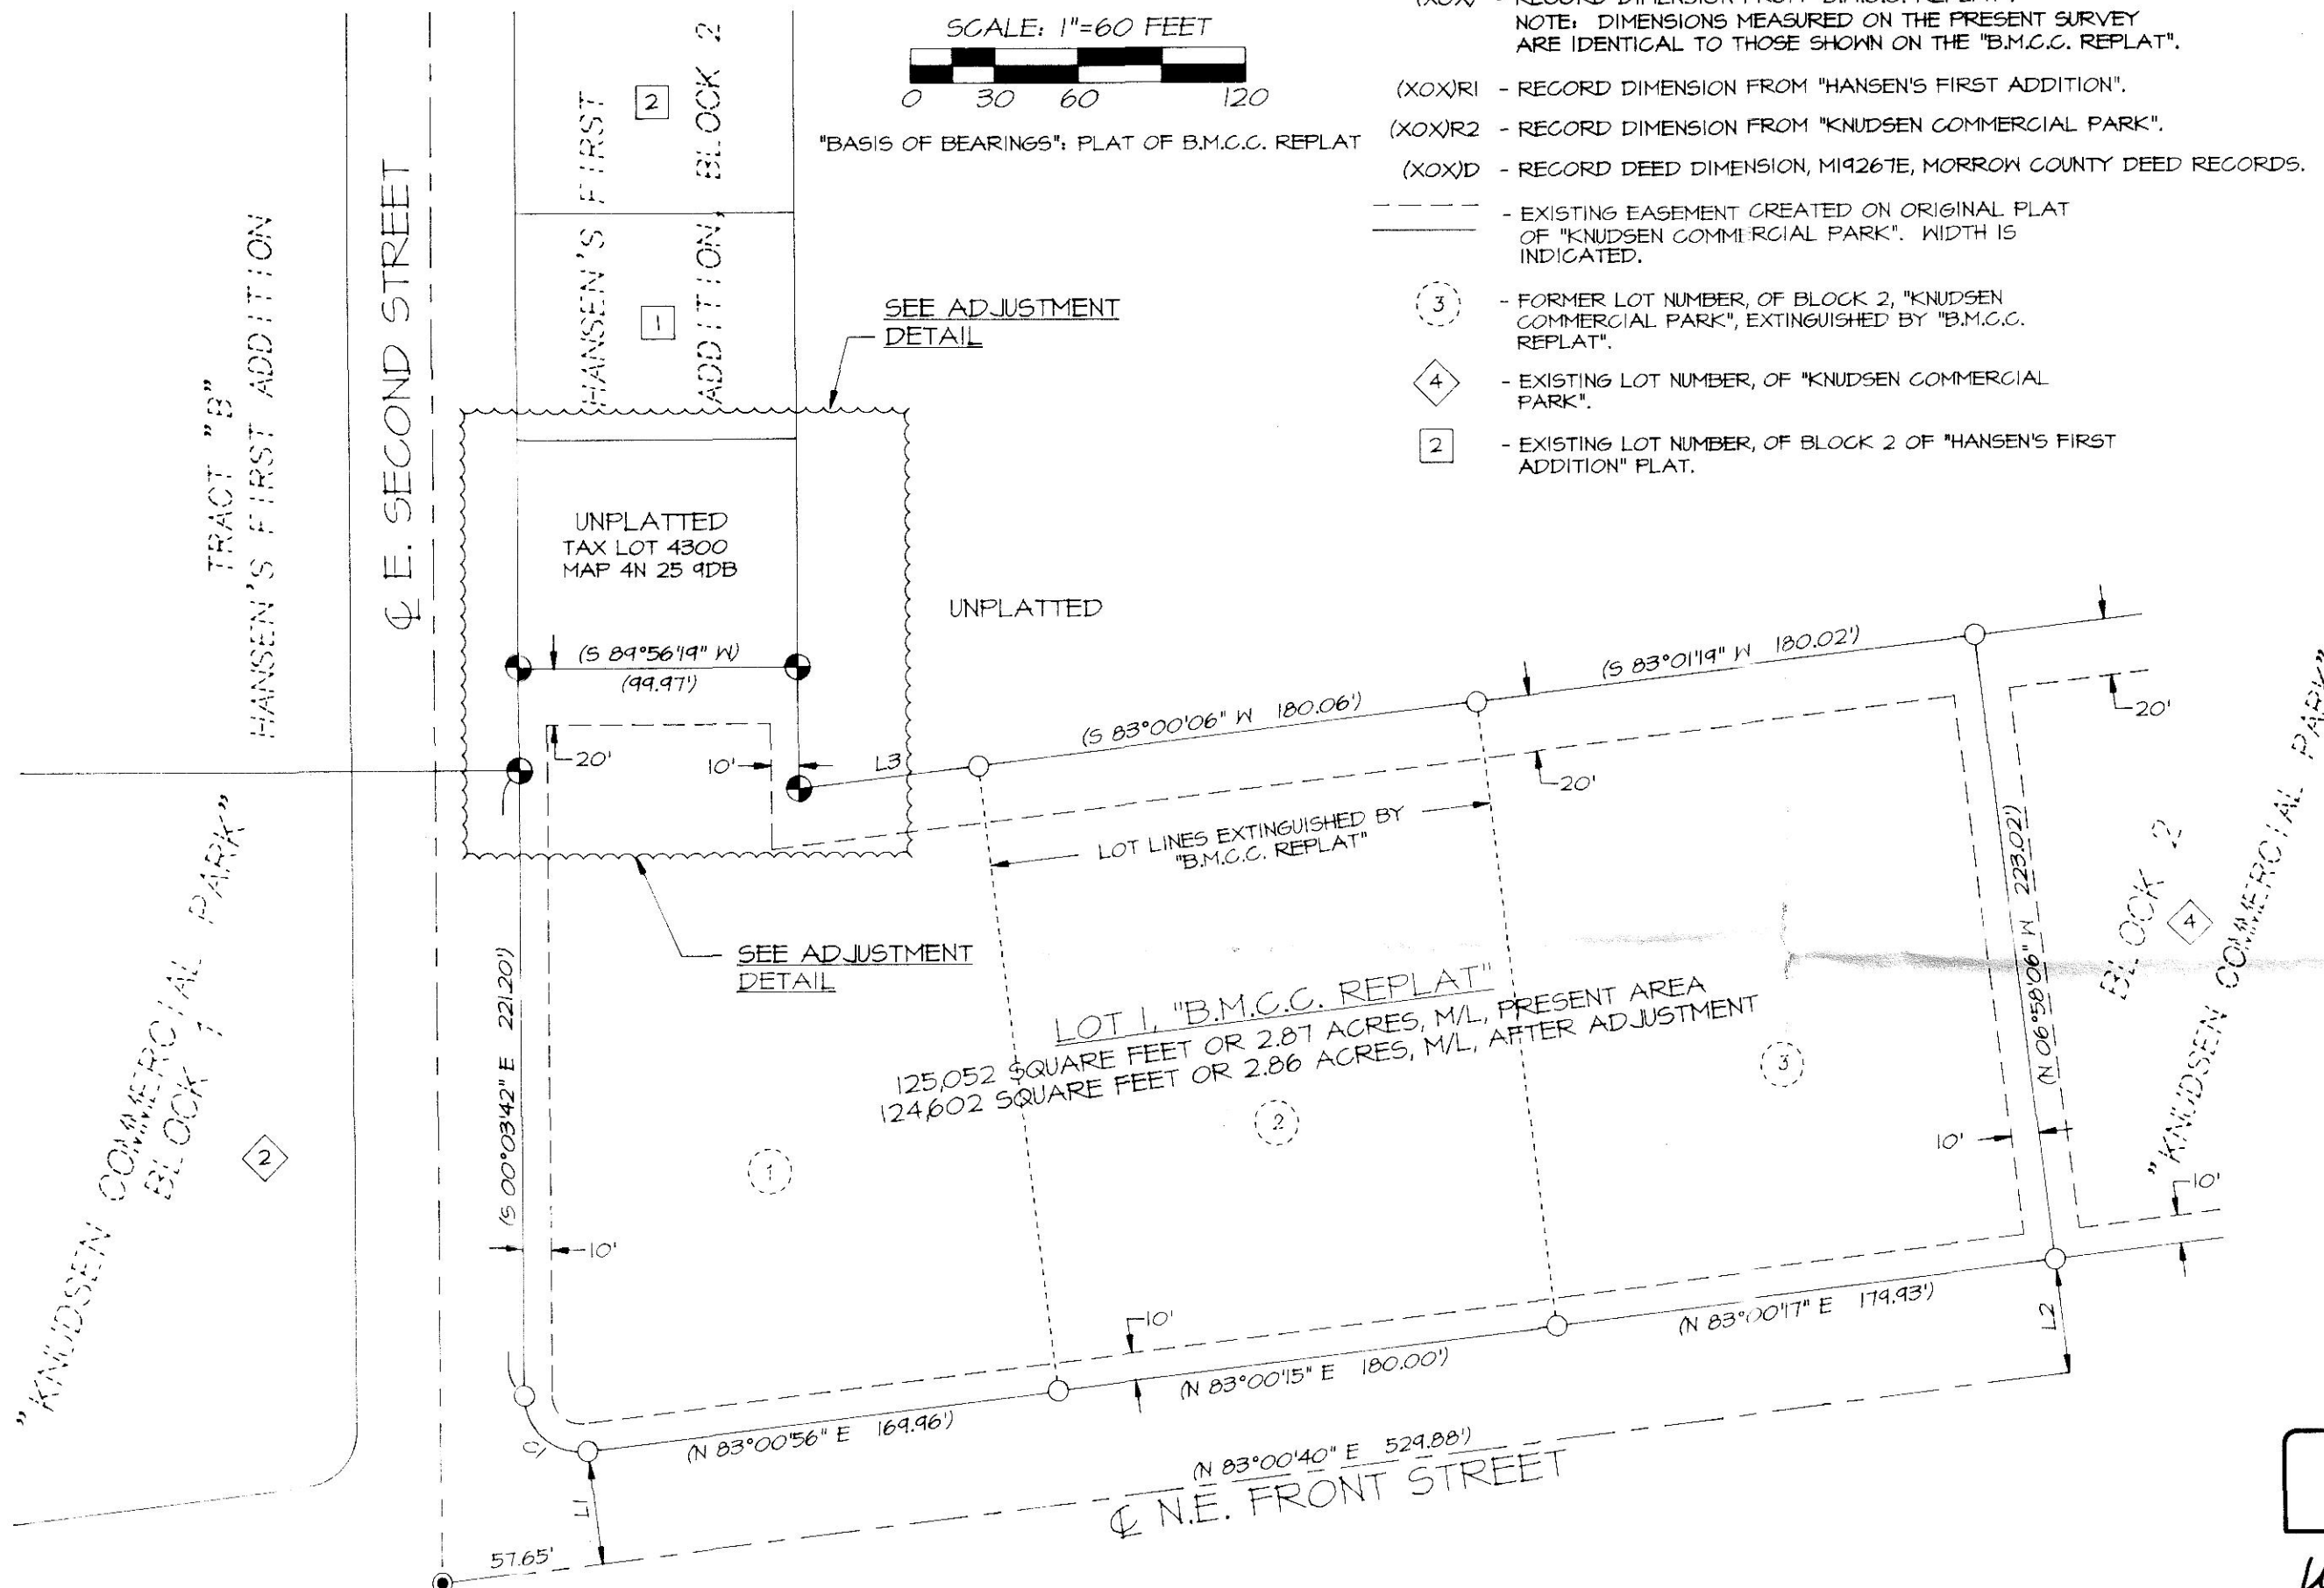 SCALE: 1"=60 FEET
0 30 60 120
"BASIS OF BEARINGS": PLAT OF B.M.C.C. REPLAT
NOTE: DIMENSIONS MEASURED ON THE PRESENT SURVEY
ARE IDENTICAL TO THOSE SHOWN ON THE "B.M.C.C. REPLAT".
(XOX)R1 - RECORD DIMENSION FROM "HANSEN'S FIRST ADDITION".
(XOX)R2 - RECORD DIMENSION FROM "KNUDSEN COMMERCIAL PARK".
(XOX)D - RECORD DEED DIMENSION, M19267E, MORROW COUNTY DEED RECORDS.
- EXISTING EASEMENT CREATED ON ORIGINAL PLAT
OF "KNUDSEN COMMERCIAL PARK". WIDTH IS
INDICATED.
3 - FORMER LOT NUMBER, OF BLOCK 2, "KNUDSEN
COMMERCIAL PARK", EXTINGUISHED BY "B.M.C.C.
REPLAT".
4 - EXISTING LOT NUMBER, OF "KNUDSEN COMMERCIAL
PARK".
2 - EXISTING LOT NUMBER, OF BLOCK 2 OF "HANSEN'S FIRST
ADDITION" PLAT.
TRACT "B"
HANSEN'S FIRST ADDITION
℄ E. SECOND STREET
HANSEN'S FIRST
ADDITION, BLOCK 2
2
1
SEE ADJUSTMENT
DETAIL
UNPLATTED
TAX LOT 4300
MAP 4N 25 9DB
UNPLATTED
(S 89°56'19" W)
(99.97')
20'
10'
L3
(S 83°00'06" W 180.06')
(S 83°01'19" W 180.02')
20'
20'
LOT LINES EXTINGUISHED BY
"B.M.C.C. REPLAT"
SEE ADJUSTMENT
DETAIL
(S 00°03'42" E 221.20')
(N 06°58'06" W 223.02')
LOT 1, "B.M.C.C. REPLAT"
125,052 SQUARE FEET OR 2.87 ACRES, M/L, PRESENT AREA
124,602 SQUARE FEET OR 2.86 ACRES, M/L, AFTER ADJUSTMENT
1
2
3
BLOCK 2
4
"KNUDSEN COMMERCIAL PARK"
"KNUDSEN COMMERCIAL PARK"
BLOCK 1
2
10'
10'
10'
10'
C1
L1
L2
(N 83°00'56" E 169.96')
(N 83°00'15" E 180.00')
(N 83°00'17" E 179.93')
(N 83°00'40" E 529.88')
℄ N.E. FRONT STREET
57.65'